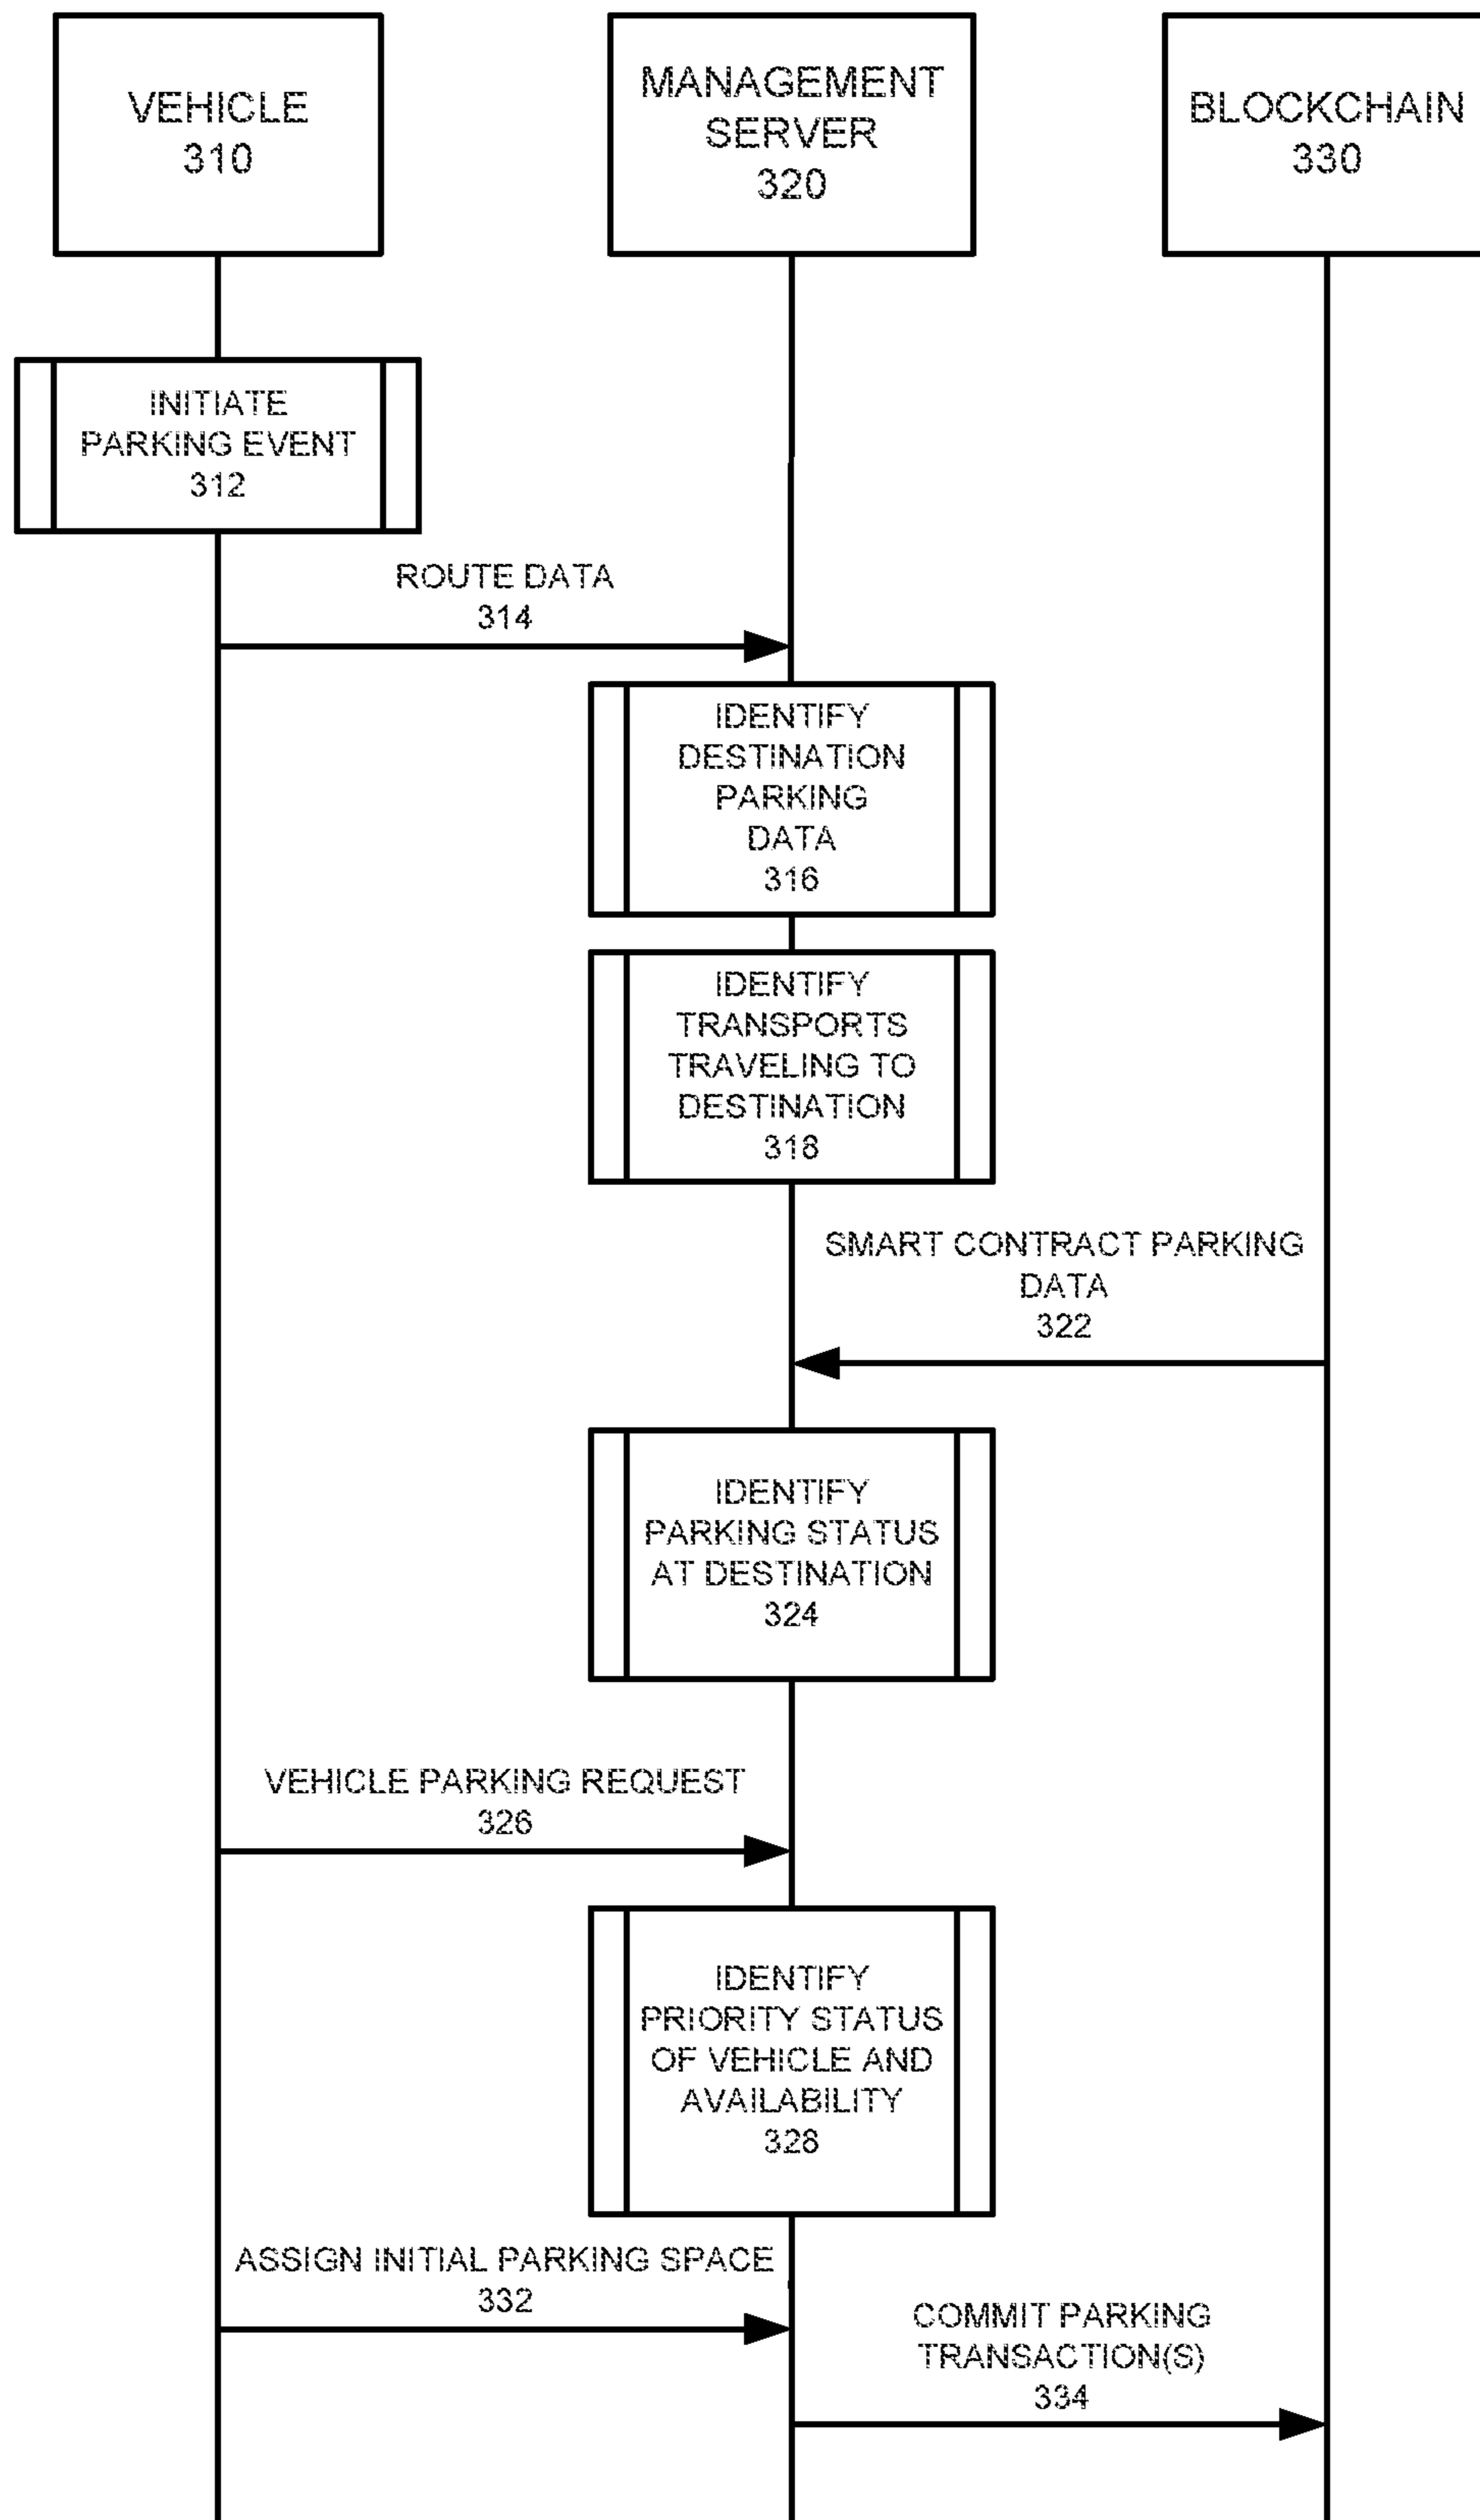 VEHICLE
310
MANAGEMENT
SERVER
320
BLOCKCHAIN
330
INITIATE
PARKING EVENT
312
ROUTE DATA
314
IDENTIFY
DESTINATION
PARKING
DATA
316
IDENTIFY
TRANSPORTS
TRAVELING TO
DESTINATION
318
SMART CONTRACT PARKING
DATA
322
IDENTIFY
PARKING STATUS
AT DESTINATION
324
VEHICLE PARKING REQUEST
326
IDENTIFY
PRIORITY STATUS
OF VEHICLE AND
AVAILABILITY
328
ASSIGN INITIAL PARKING SPACE
332
COMMIT PARKING
TRANSACTION(S)
334